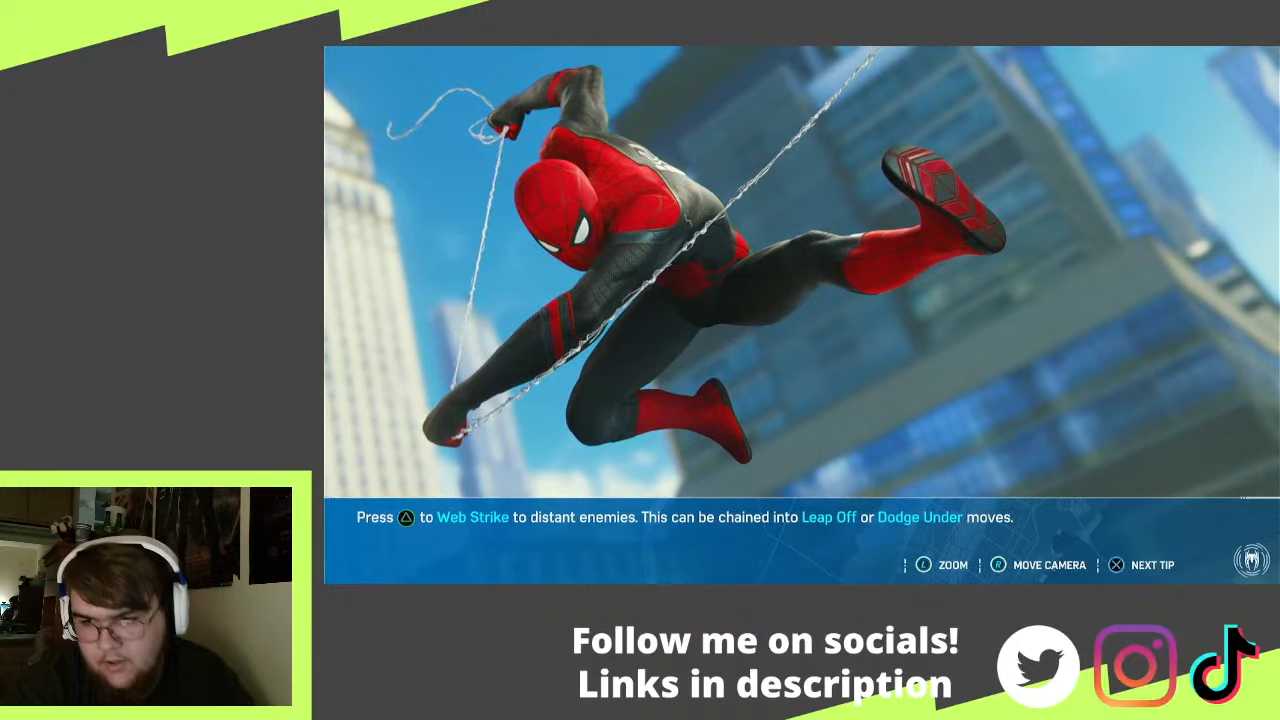 Press to Web Strike to distant enemies. This can be chained into Leap Off or Dodge Under moves.
L ZOOM R MOVE CAMERA NEXT TIP
Follow me on socials!
Links in description